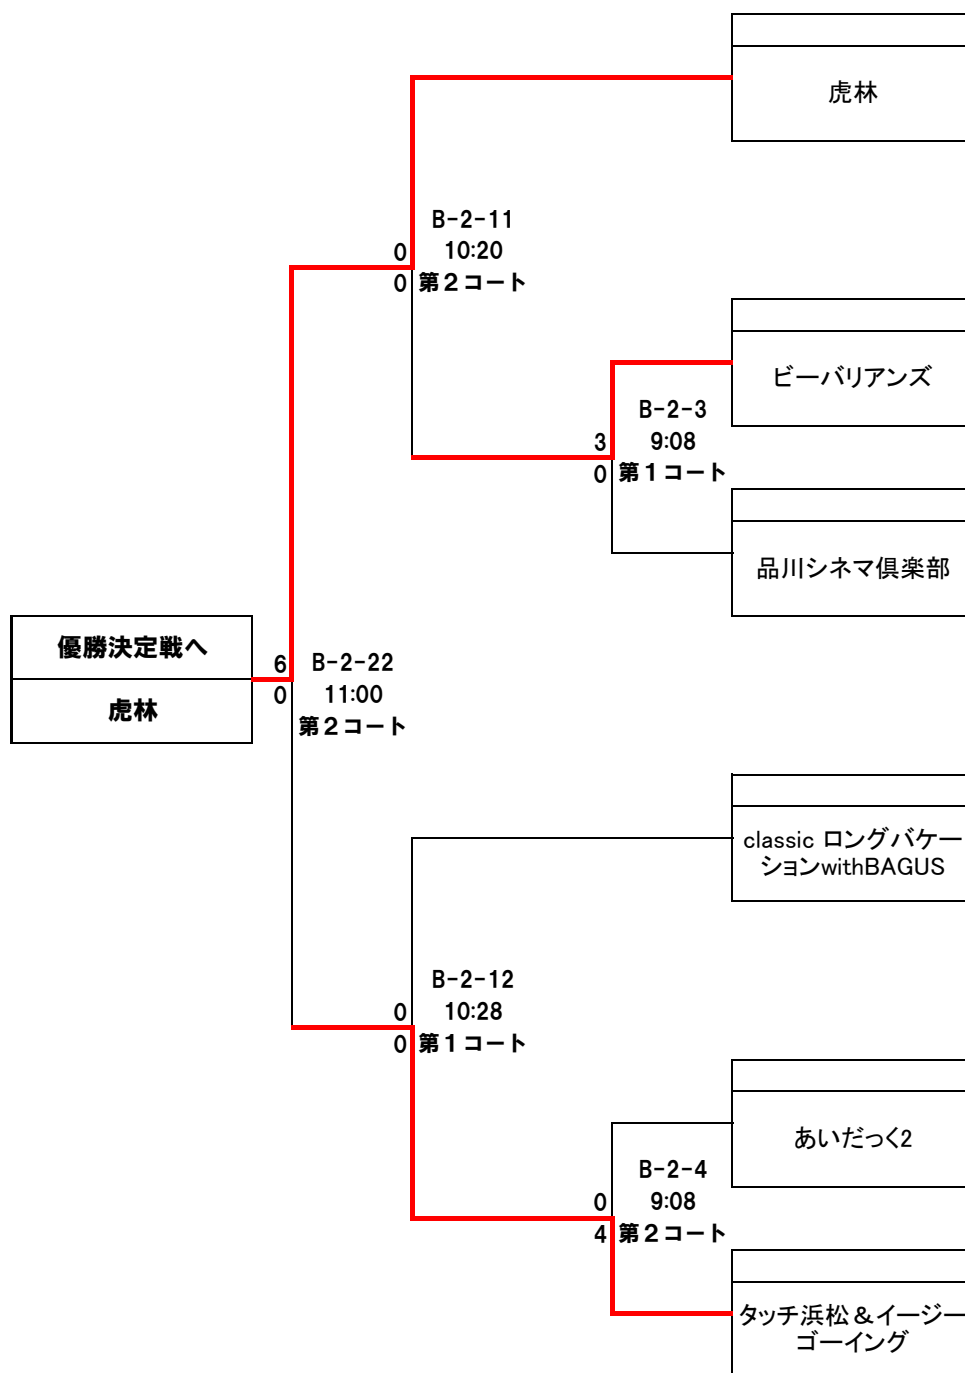 虎林
B-2-11
0
10:20
0
第２コート
ビーバリアンズ
B-2-3
3
9:08
0
第１コート
品川シネマ倶楽部
優勝決定戦へ
虎林
6
B-2-22
0
11:00
第２コート
classic ロングバケー
ションwithBAGUS
B-2-12
0
10:28
0
第１コート
あいだっく2
B-2-4
0
9:08
4
第２コート
タッチ浜松＆イージー
ゴーイング